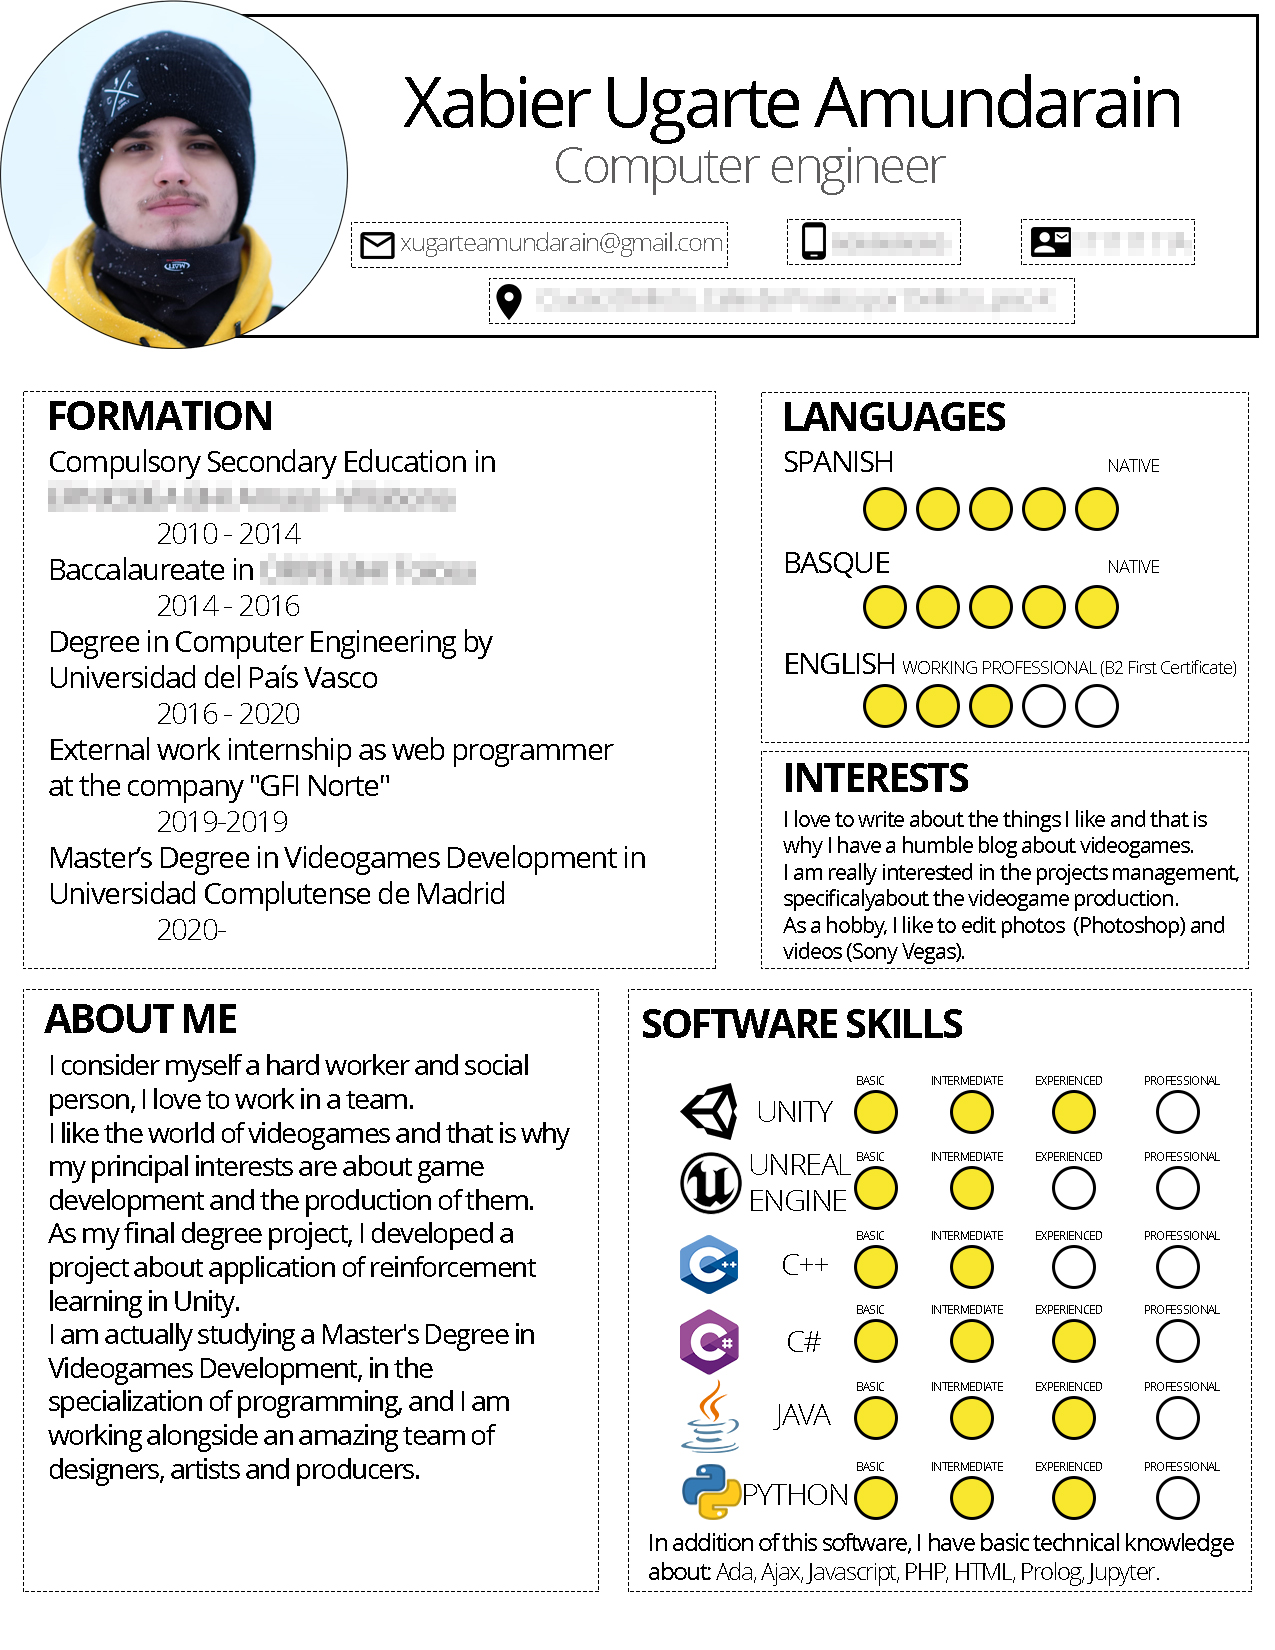 Xabier Ugarte Amundarain
Computer engineer
xugarteamundarain@gmail.com
FORMATION
Compulsory Secondary Education in
2010 - 2014
Baccalaureate in
2014 - 2016
Degree in Computer Engineering by
Universidad del País Vasco
2016 - 2020
External work internship as web programmer
at the company "GFI Norte"
2019-2019
Master's Degree in Videogames Development in
Universidad Complutense de Madrid
2020-
LANGUAGES
SPANISH NATIVE
BASQUE NATIVE
ENGLISH WORKING PROFESSIONAL (B2 First Certificate)
INTERESTS
I love to write about the things I like and that is
why I have a humble blog about videogames.
I am really interested in the projects management,
specificalyabout the videogame production.
As a hobby, I like to edit photos (Photoshop) and
videos (Sony Vegas).
ABOUT ME
I consider myself a hard worker and social
person, I love to work in a team.
I like the world of videogames and that is why
my principal interests are about game
development and the production of them.
As my final degree project, I developed a
project about application of reinforcement
learning in Unity.
I am actually studying a Master's Degree in
Videogames Development, in the
specialization of programming, and I am
working alongside an amazing team of
designers, artists and producers.
SOFTWARE SKILLS
BASIC INTERMEDIATE EXPERIENCED PROFESSIONAL
UNITY
BASIC INTERMEDIATE EXPERIENCED PROFESSIONAL
UNREAL
ENGINE
BASIC INTERMEDIATE EXPERIENCED PROFESSIONAL
C++
BASIC INTERMEDIATE EXPERIENCED PROFESSIONAL
C#
BASIC INTERMEDIATE EXPERIENCED PROFESSIONAL
JAVA
BASIC INTERMEDIATE EXPERIENCED PROFESSIONAL
PYTHON
In addition of this software, I have basic technical knowledge
about: Ada, Ajax, Javascript, PHP, HTML, Prolog, Jupyter.